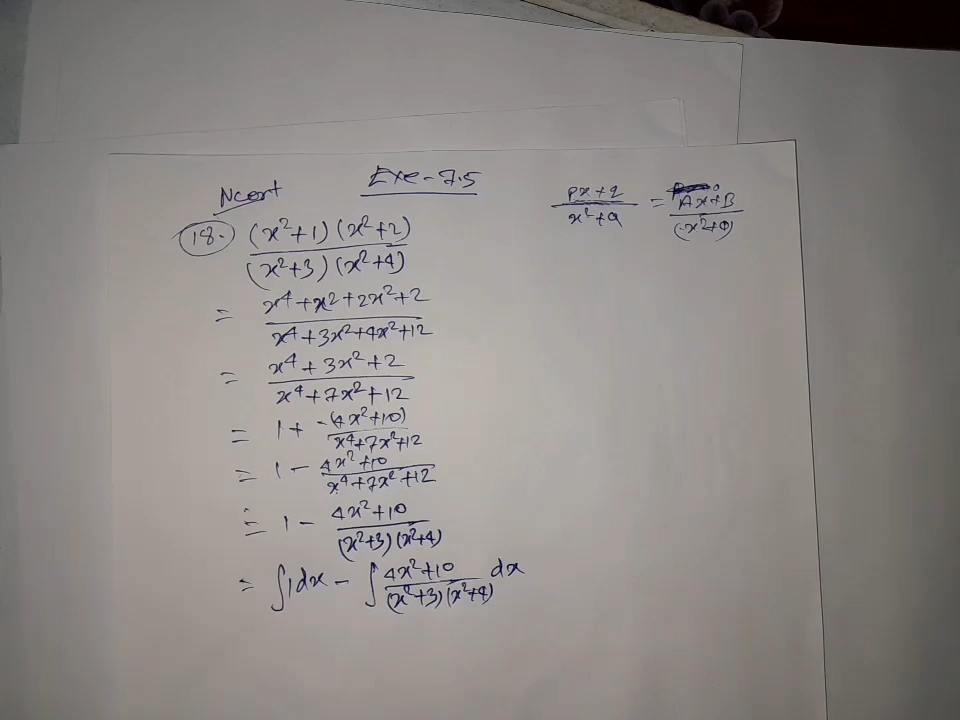 Ncert Exe-7.5
18. (x²+1)(x²+2) / (x²+3)(x²+4)
px+q / x²+a = Ax+B / (x²+a)
= x⁴+x²+2x²+2 / x⁴+3x²+4x²+12
= x⁴+3x²+2 / x⁴+7x²+12
= 1 + -(4x²+10) / x⁴+7x²+12
= 1 - 4x²+10 / x⁴+7x²+12
= 1 - 4x²+10 / (x²+3)(x²+4)
= ∫1dx - ∫ 4x²+10 / (x²+3)(x²+4) dx